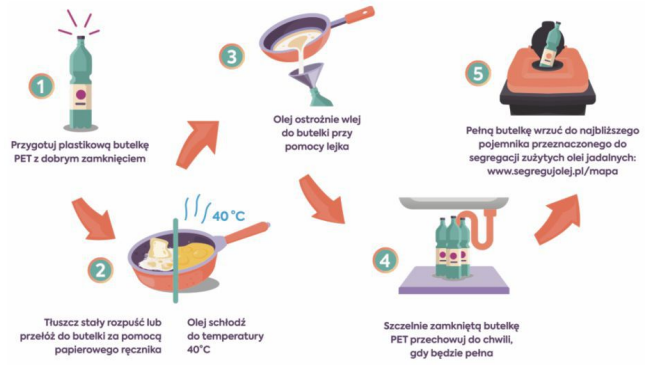 1
Przygotuj plastikową butelkę
PET z dobrym zamknięciem
2
40 °C
Tłuszcz stały rozpuść lub
przełóż do butelki za pomocą
papierowego ręcznika
Olej schłodź
do temperatury
40°C
3
Olej ostrożnie wlej
do butelki przy
pomocy lejka
4
Szczelnie zamkniętą butelkę
PET przechowuj do chwili,
gdy będzie pełna
5
Pełną butelkę wrzuć do najbliższego
pojemnika przeznaczonego do
segregacji zużytych olei jadalnych:
www.segregujolej.pl/mapa